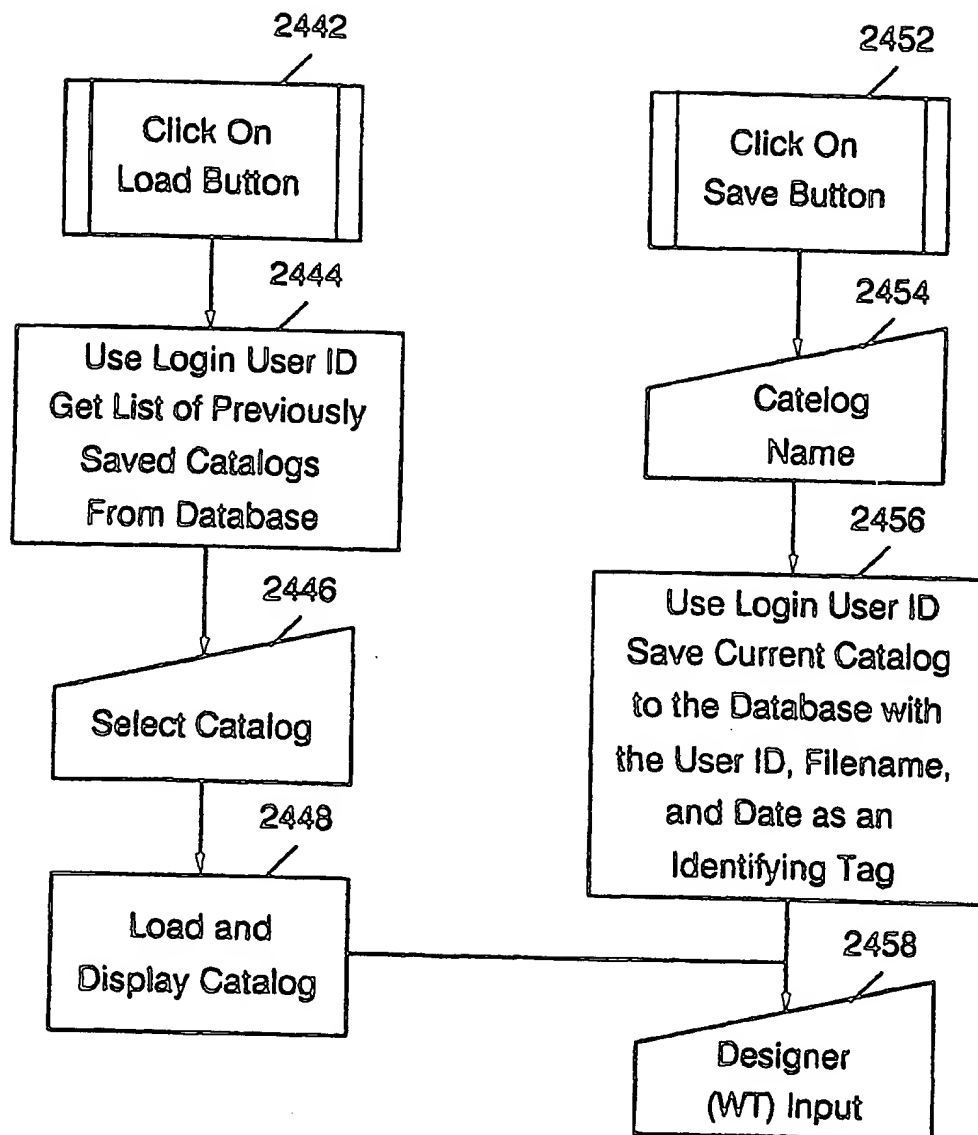 2442
Click On
Load Button
2444
Use Login User ID
Get List of Previously
Saved Catalogs
From Database
2446
Select Catalog
2448
Load and
Display Catalog
2452
Click On
Save Button
2454
Catelog
Name
2456
Use Login User ID
Save Current Catalog
to the Database with
the User ID, Filename,
and Date as an
Identifying Tag
2458
Designer
(WT) Input